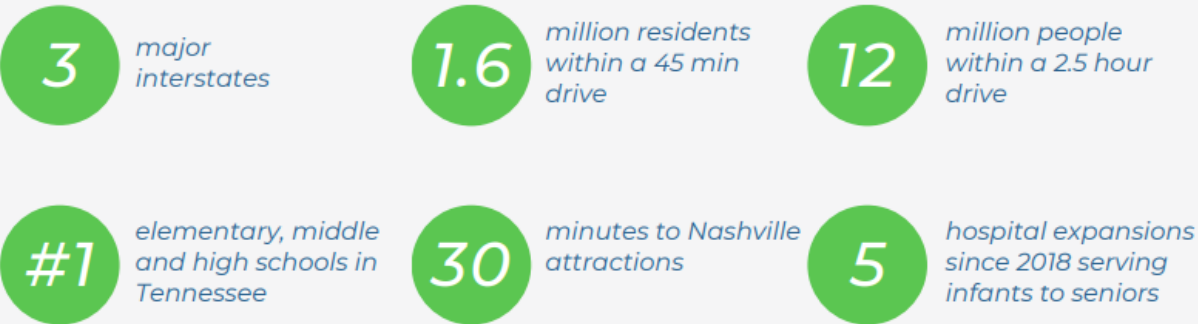 3
major
interstates
1.6
million residents
within a 45 min
drive
12
million people
within a 2.5 hour
drive
#1
elementary, middle
and high schools in
Tennessee
30
minutes to Nashville
attractions
5
hospital expansions
since 2018 serving
infants to seniors